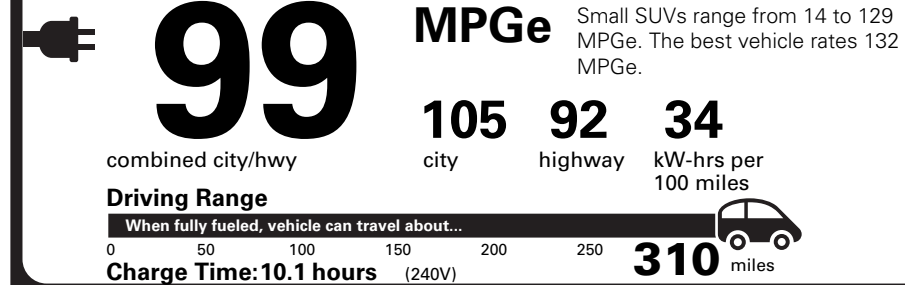 99
MPGe
Small SUVs range from 14 to 129
MPGe. The best vehicle rates 132
MPGe.
105 92 34
combined city/hwy city highway kW-hrs per
100 miles
Driving Range
When fully fueled, vehicle can travel about...
0 50 100 150 200 250 310 miles
Charge Time: 10.1 hours (240V)